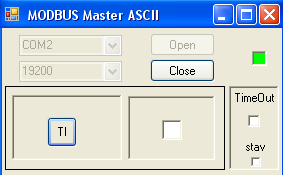 MODBUS Master ASCII
COM2
Open
19200
Close
TI
TimeOut
stav